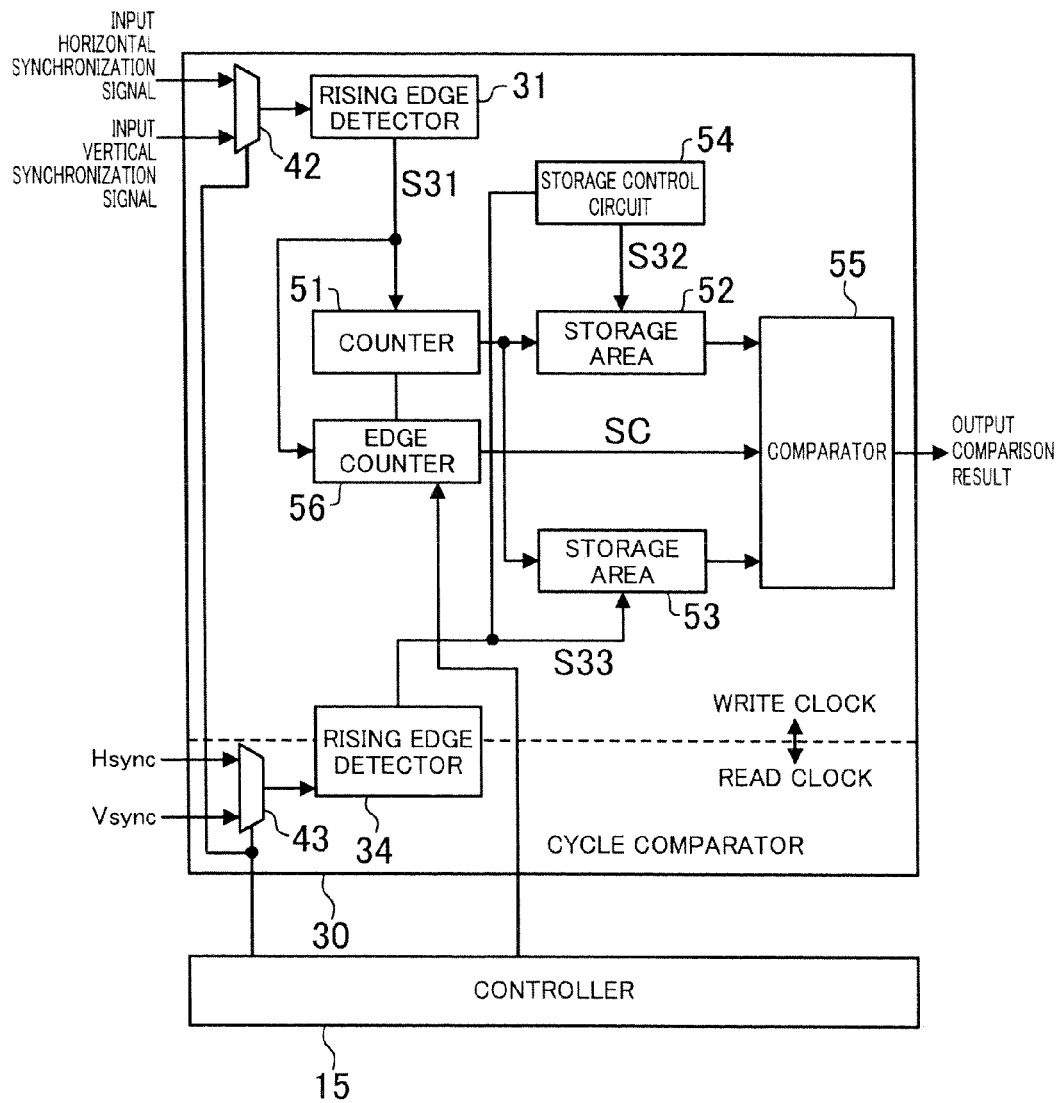 INPUT
HORIZONTAL
SYNCHRONIZATION
SIGNAL
INPUT
VERTICAL
SYNCHRONIZATION
SIGNAL
42
RISING EDGE
DETECTOR
31
S31
54
STORAGE CONTROL
CIRCUIT
S32
51
COUNTER
52
STORAGE
AREA
55
COMPARATOR
EDGE
COUNTER
56
SC
OUTPUT
COMPARISON
RESULT
STORAGE
AREA
53
S33
WRITE CLOCK
READ CLOCK
Hsync
Vsync
43
RISING EDGE
DETECTOR
34
CYCLE COMPARATOR
30
CONTROLLER
15